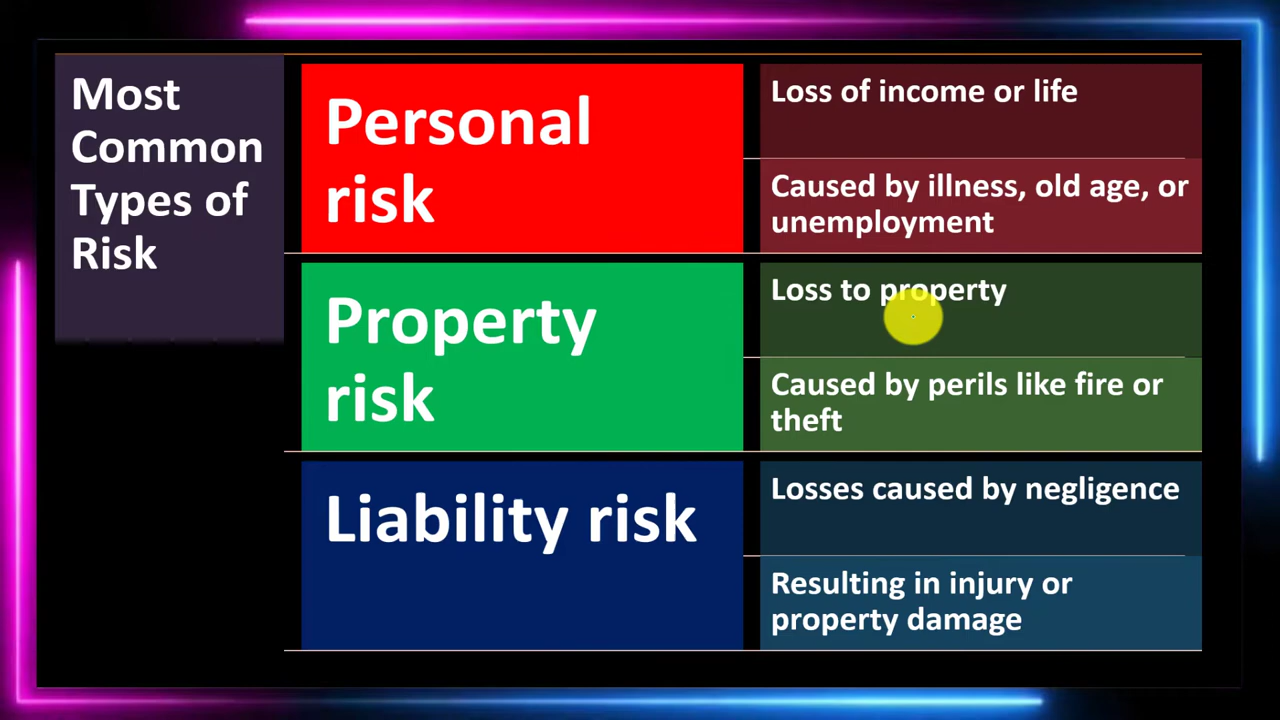 Most
Common
Types of
Risk
Personal
risk
Loss of income or life
Caused by illness, old age, or
unemployment
Property
risk
Loss to property
Caused by perils like fire or
theft
Liability risk
Losses caused by negligence
Resulting in injury or
property damage